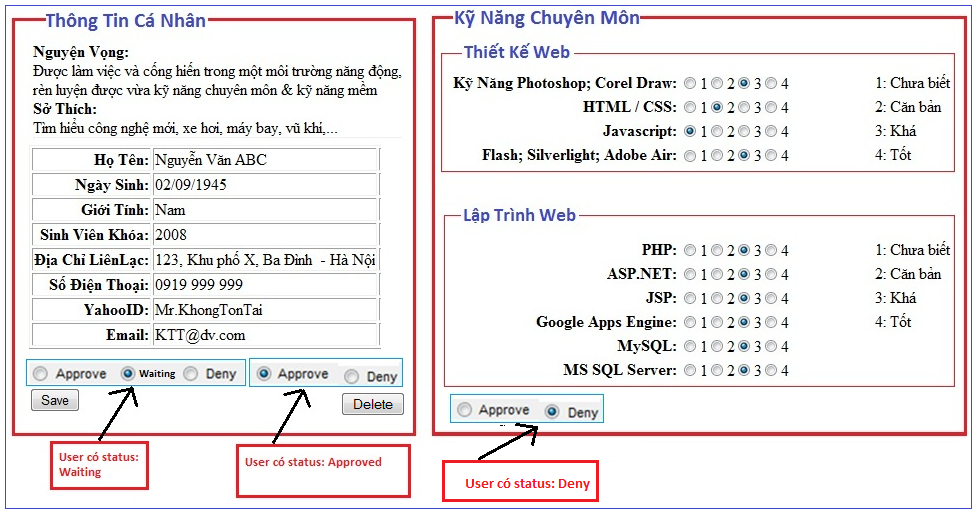 Thông Tin Cá Nhân
Nguyện Vọng:
Được làm việc và cống hiến trong một môi trường năng động,
rèn luyện được vừa kỹ năng chuyên môn & kỹ năng mềm
Sở Thích:
Tìm hiểu công nghệ mới, xe hơi, máy bay, vũ khí,...
Họ Tên: Nguyễn Văn ABC
Ngày Sinh: 02/09/1945
Giới Tính: Nam
Sinh Viên Khóa: 2008
Địa Chỉ LiênLạc: 123, Khu phố X, Ba Đình - Hà Nội
Số Điện Thoại: 0919 999 999
YahooID: Mr.KhongTonTai
Email: KTT@dv.com
Approve Waiting Deny Approve Deny
Save Delete
User có status: Waiting
User có status: Approved
Kỹ Năng Chuyên Môn
Thiết Kế Web
Kỹ Năng Photoshop; Corel Draw: 1 2 3 4 1: Chưa biết
HTML / CSS: 1 2 3 4 2: Căn bản
Javascript: 1 2 3 4 3: Khá
Flash; Silverlight; Adobe Air: 1 2 3 4 4: Tốt
Lập Trình Web
PHP: 1 2 3 4 1: Chưa biết
ASP.NET: 1 2 3 4 2: Căn bản
JSP: 1 2 3 4 3: Khá
Google Apps Engine: 1 2 3 4 4: Tốt
MySQL: 1 2 3 4
MS SQL Server: 1 2 3 4
Approve Deny
User có status: Deny